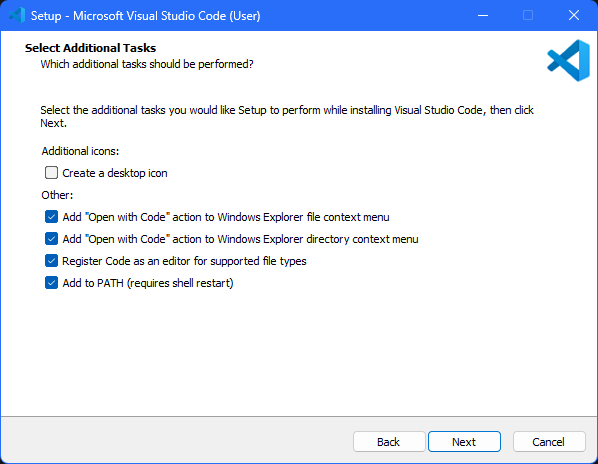 Setup - Microsoft Visual Studio Code (User)
Select Additional Tasks
Which additional tasks should be performed?
Select the additional tasks you would like Setup to perform while installing Visual Studio Code, then click
Next.
Additional icons:
Create a desktop icon
Other:
Add "Open with Code" action to Windows Explorer file context menu
Add "Open with Code" action to Windows Explorer directory context menu
Register Code as an editor for supported file types
Add to PATH (requires shell restart)
Back Next Cancel